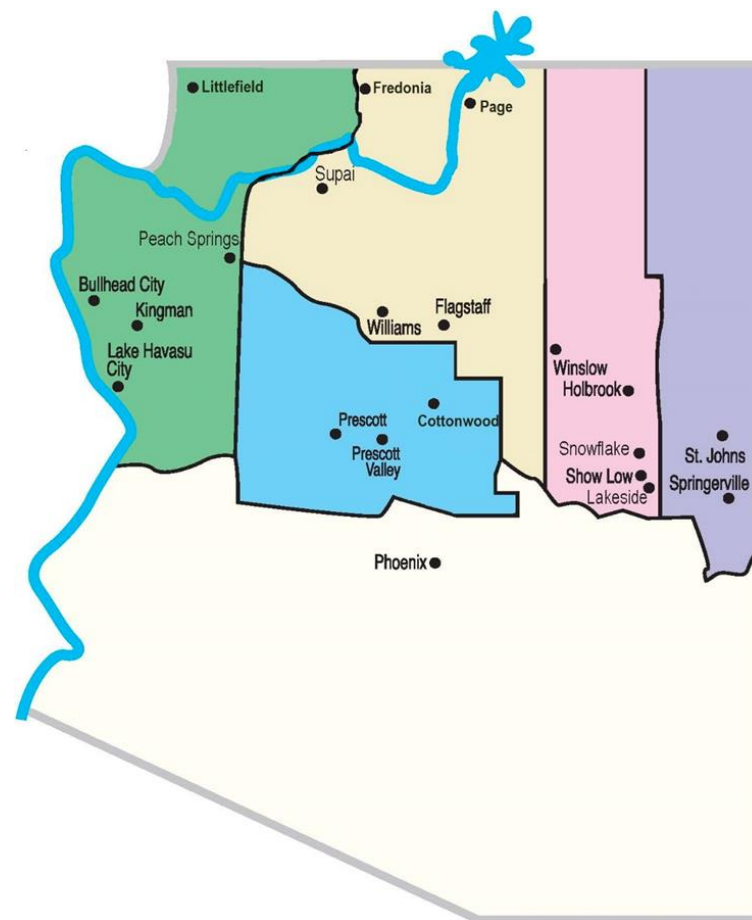 Littlefield
Fredonia
Page
Supai
Peach Springs
Bullhead City
Kingman
Williams
Flagstaff
Lake Havasu
City
Winslow
Holbrook
Prescott
Prescott
Valley
Cottonwood
Snowflake
Show Low
Lakeside
St. Johns
Springerville
Phoenix